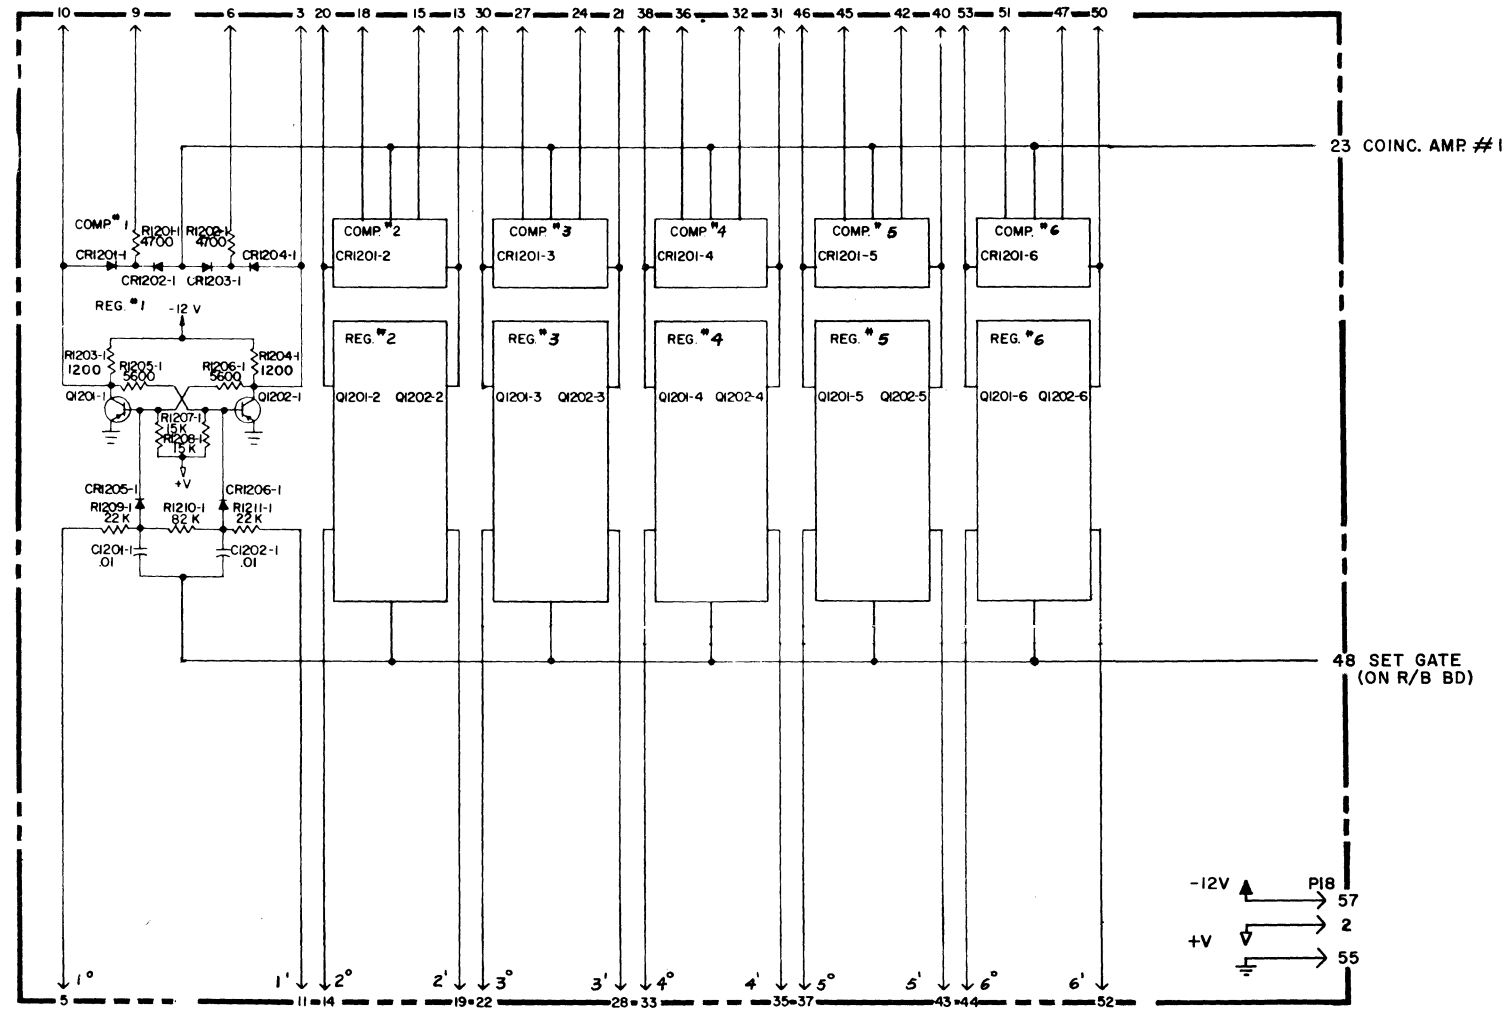 10 9 6 3 20 18 15 13 30 27 24 21 38 36 32 31 46 45 42 40 53 51 47 50
23 COINC. AMP. #1
COMP. #1
R1201-1
4700
R1202-1
4700
CR1201-1
CR1204-1
CR1202-1
CR1203-1
COMP. #2
CR1201-2
COMP. #3
CR1201-3
COMP. #4
CR1201-4
COMP. #5
CR1201-5
COMP. #6
CR1201-6
REG. #1
-12 V
R1203-1
1200
R1205-1
5600
R1206-1
5600
R1204-1
1200
Q1201-1
Q1202-1
R1207-1
15K
R1208-1
15K
+V
REG. #2
Q1201-2 Q1202-2
REG. #3
Q1201-3 Q1202-3
REG. #4
Q1201-4 Q1202-4
REG. #5
Q1201-5 Q1202-5
REG. #6
Q1201-6 Q1202-6
CR1205-1
CR1206-1
R1209-1
22K
R1210-1
82K
R1211-1
22K
C1201-1
.01
C1202-1
.01
48 SET GATE
(ON R/B BD)
-12V
P18
57
2
+V
55
1° 1' 2° 2' 3° 3' 4° 4' 5° 5' 6° 6'
5 11 14 19 22 28 33 35 37 43 44 52